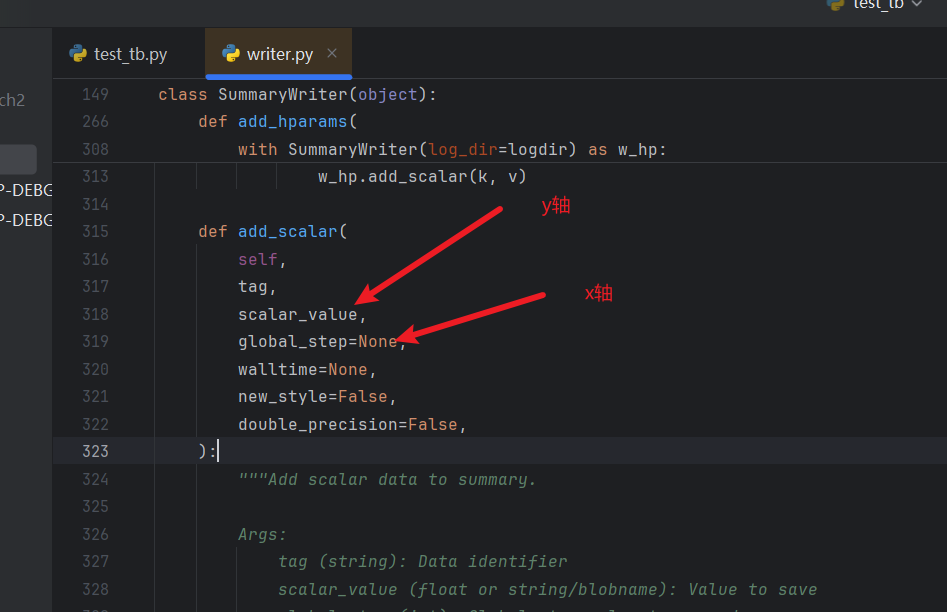 test_tb
test_tb.py
writer.py
ch2
149 class SummaryWriter(object):
266 def add_hparams(
308 with SummaryWriter(log_dir=logdir) as w_hp:
P-DEBG
313 w_hp.add_scalar(k, v)
P-DEBG
314 y轴
315 def add_scalar(
316 self,
317 tag,
x轴
318 scalar_value,
319 global_step=None,
320 walltime=None,
321 new_style=False,
322 double_precision=False,
323 ):
324 """Add scalar data to summary.
325
326 Args:
327 tag (string): Data identifier
328 scalar_value (float or string/blobname): Value to save